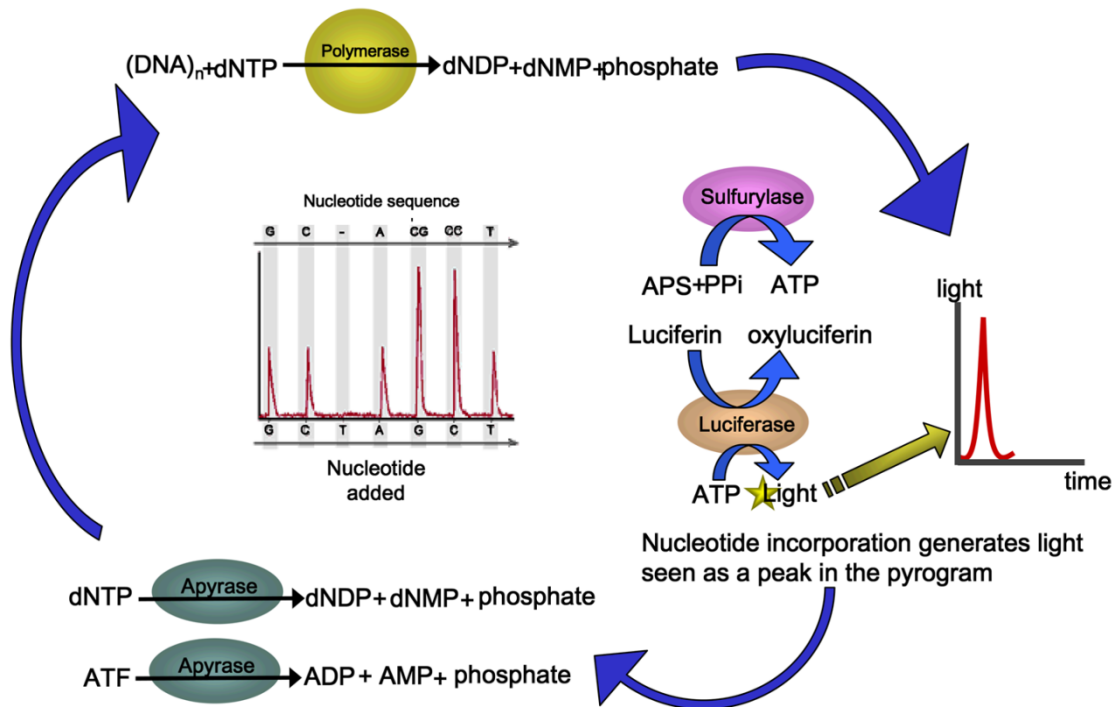 Polymerase
(DNA)n+dNTP dNDP+dNMP+phosphate
Sulfurylase
APS+PPi ATP
Luciferin oxyluciferin
Luciferase
ATP Light
light
time
Nucleotide incorporation generates light
seen as a peak in the pyrogram
Nucleotide sequence
G C - A CG CC T
G C T A G C T
Nucleotide
added
Apyrase
dNTP dNDP + dNMP + phosphate
Apyrase
ATF ADP + AMP + phosphate